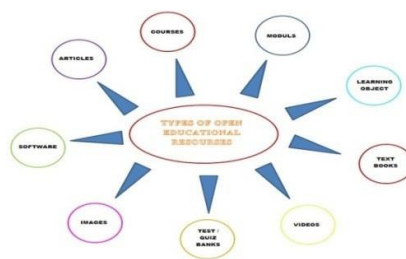 COURSES
MODULS
ARTICLES
LEARNING
OBJECT
TYPES OF OPEN
EDUCATIONAL
RESOURSES
SOFTWARE
TEXT
BOOKS
IMAGES
TEST /
QUIZ
BANKS
VIDEOS